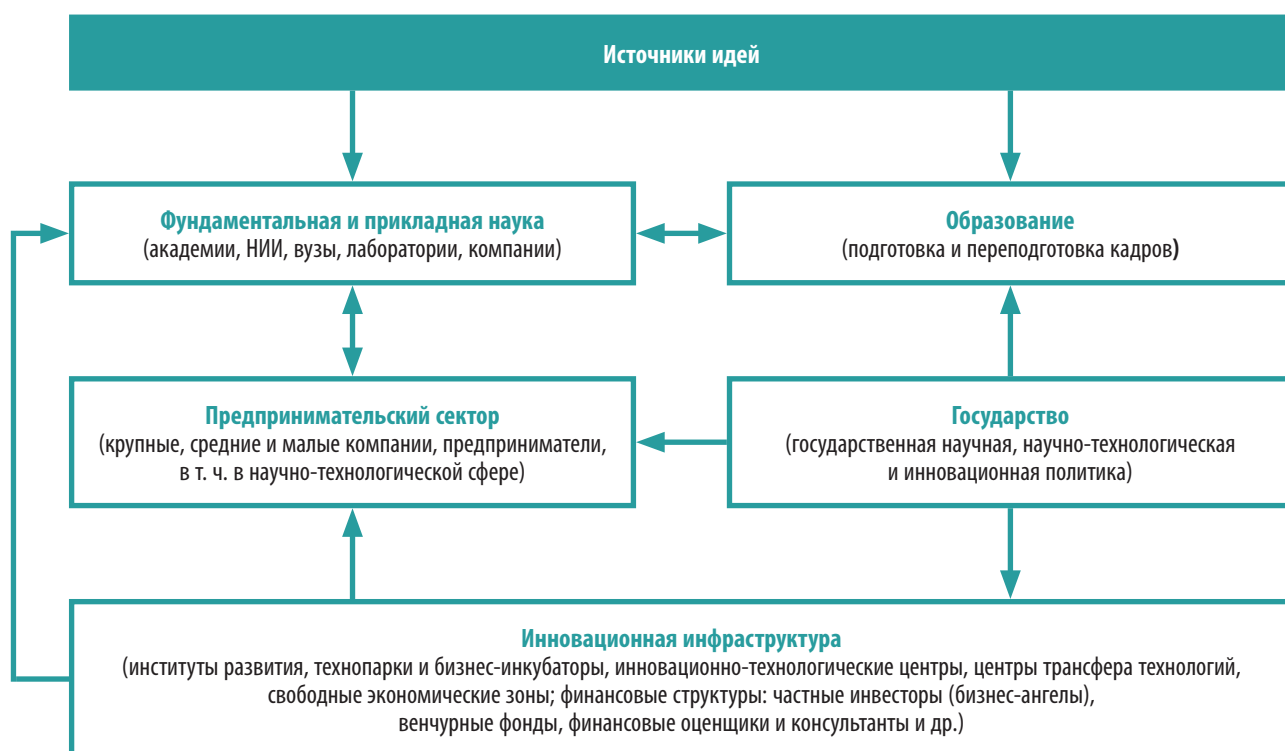 Источники идей
Фундаментальная и прикладная наука
(академии, НИИ, вузы, лаборатории, компании)
Образование
(подготовка и переподготовка кадров)
Предпринимательский сектор
(крупные, средние и малые компании, предприниматели,
в т. ч. в научно-технологической сфере)
Государство
(государственная научная, научно-технологическая
и инновационная политика)
Инновационная инфраструктура
(институты развития, технопарки и бизнес-инкубаторы, инновационно-технологические центры, центры трансфера технологий,
свободные экономические зоны; финансовые структуры: частные инвесторы (бизнес-ангелы),
венчурные фонды, финансовые оценщики и консультанты и др.)